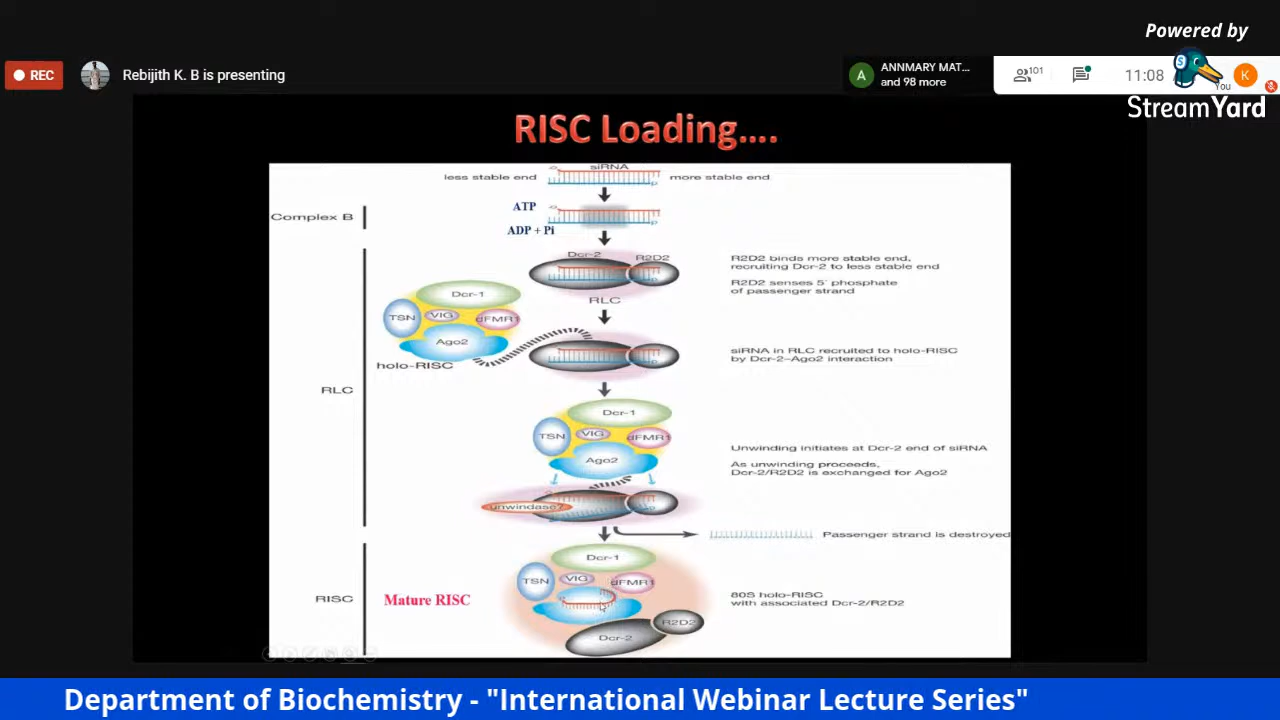 Powered by
StreamYard
REC
Rebijith K. B is presenting
A
ANNMARY MAT...
and 98 more
101
11:08
You
K
RISC Loading....
siRNA
less stable end
more stable end
Complex B
ATP
ADP + Pi
Dcr-2
R2D2
RLC
R2D2 binds more stable end,
recruiting Dcr-2 to less stable end
R2D2 senses 5' phosphate
of passenger strand
Dcr-1
TSN
VIG
dFMR1
Ago2
holo-RISC
siRNA in RLC recruited to holo-RISC
by Dcr-2–Ago2 interaction
RLC
Dcr-1
TSN
VIG
dFMR1
Ago2
unwindase?
Unwinding initiates at Dcr-2 end of siRNA
As unwinding proceeds,
Dcr-2/R2D2 is exchanged for Ago2
Passenger strand is destroyed
RISC
Mature RISC
Dcr-1
TSN
VIG
dFMR1
R2D2
Dcr-2
80S holo-RISC
with associated Dcr-2/R2D2
Department of Biochemistry - "International Webinar Lecture Series"